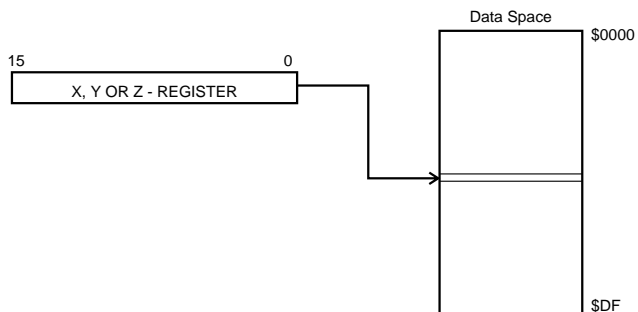 Data Space
$0000
15 0
X, Y OR Z - REGISTER
$DF